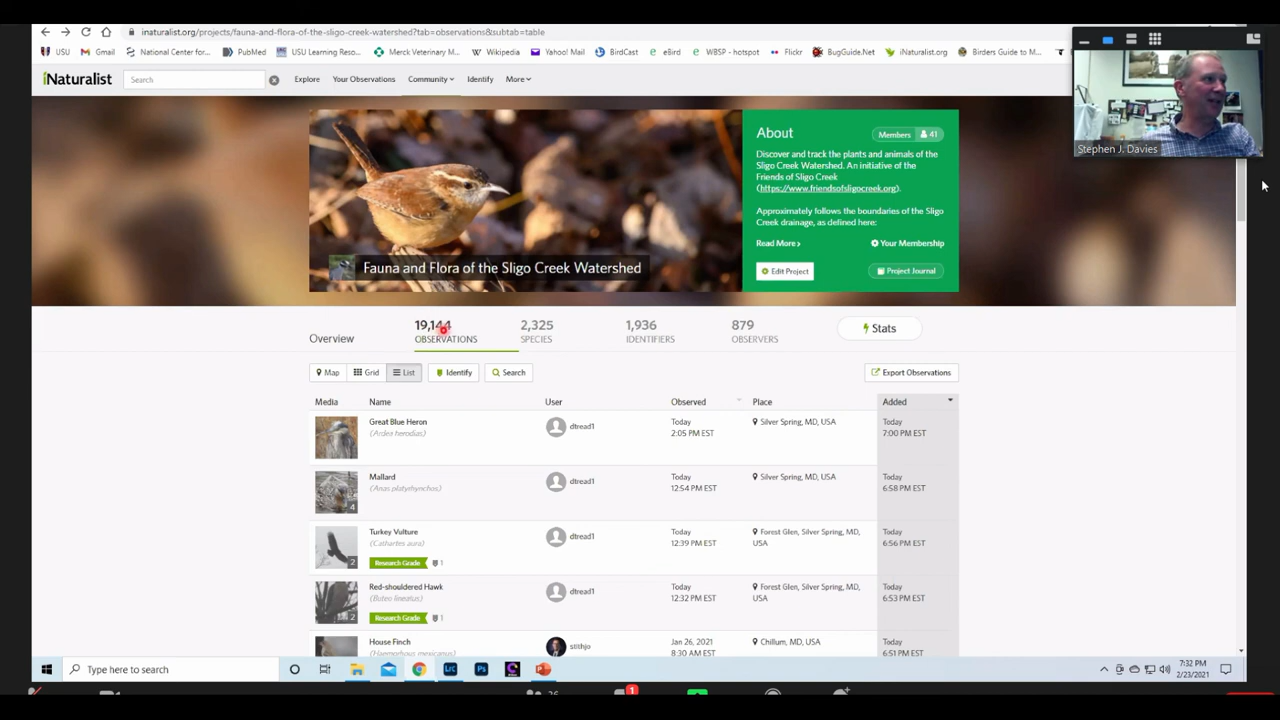 inaturalist.org/projects/fauna-and-flora-of-the-sligo-creek-watershed?tab=observations&subtab=table
USU Gmail National Center for... PubMed USU Learning Reso... Merck Veterinary M... Wikipedia Yahoo! Mail BirdCast eBird WBSP - hotspot Flickr BugGuide.Net iNaturalist.org Birders Guide to M...
iNaturalist Search Explore Your Observations Community Identify More
Stephen J. Davies
About Members 41
Discover and track the plants and animals of the
Sligo Creek Watershed. An initiative of the
Friends of Sligo Creek
(https://www.friendsofsligocreek.org).
Approximately follows the boundaries of the Sligo
Creek drainage, as defined here:
Read More > Your Membership
Fauna and Flora of the Sligo Creek Watershed
Edit Project Project Journal
Overview
19,144
OBSERVATIONS
2,325
SPECIES
1,936
IDENTIFIERS
879
OBSERVERS
Stats
Map Grid List Identify Search Export Observations
Media Name User Observed Place Added
Great Blue Heron
(Ardea herodias)
dtread1
Today
2:05 PM EST
Silver Spring, MD, USA
Today
7:00 PM EST
4
Mallard
(Anas platyrhynchos)
dtread1
Today
12:54 PM EST
Silver Spring, MD, USA
Today
6:58 PM EST
2
Turkey Vulture
(Cathartes aura)
Research Grade 1
dtread1
Today
12:39 PM EST
Forest Glen, Silver Spring, MD,
USA
Today
6:56 PM EST
2
Red-shouldered Hawk
(Buteo lineatus)
Research Grade 1
dtread1
Today
12:32 PM EST
Forest Glen, Silver Spring, MD,
USA
Today
6:53 PM EST
House Finch
(Haemorhous mexicanus)
stithjo
Jan 26, 2021
8:30 AM EST
Chillum, MD, USA
Today
6:51 PM EST
Type here to search
LrC Ps
7:32 PM
2/23/2021
1